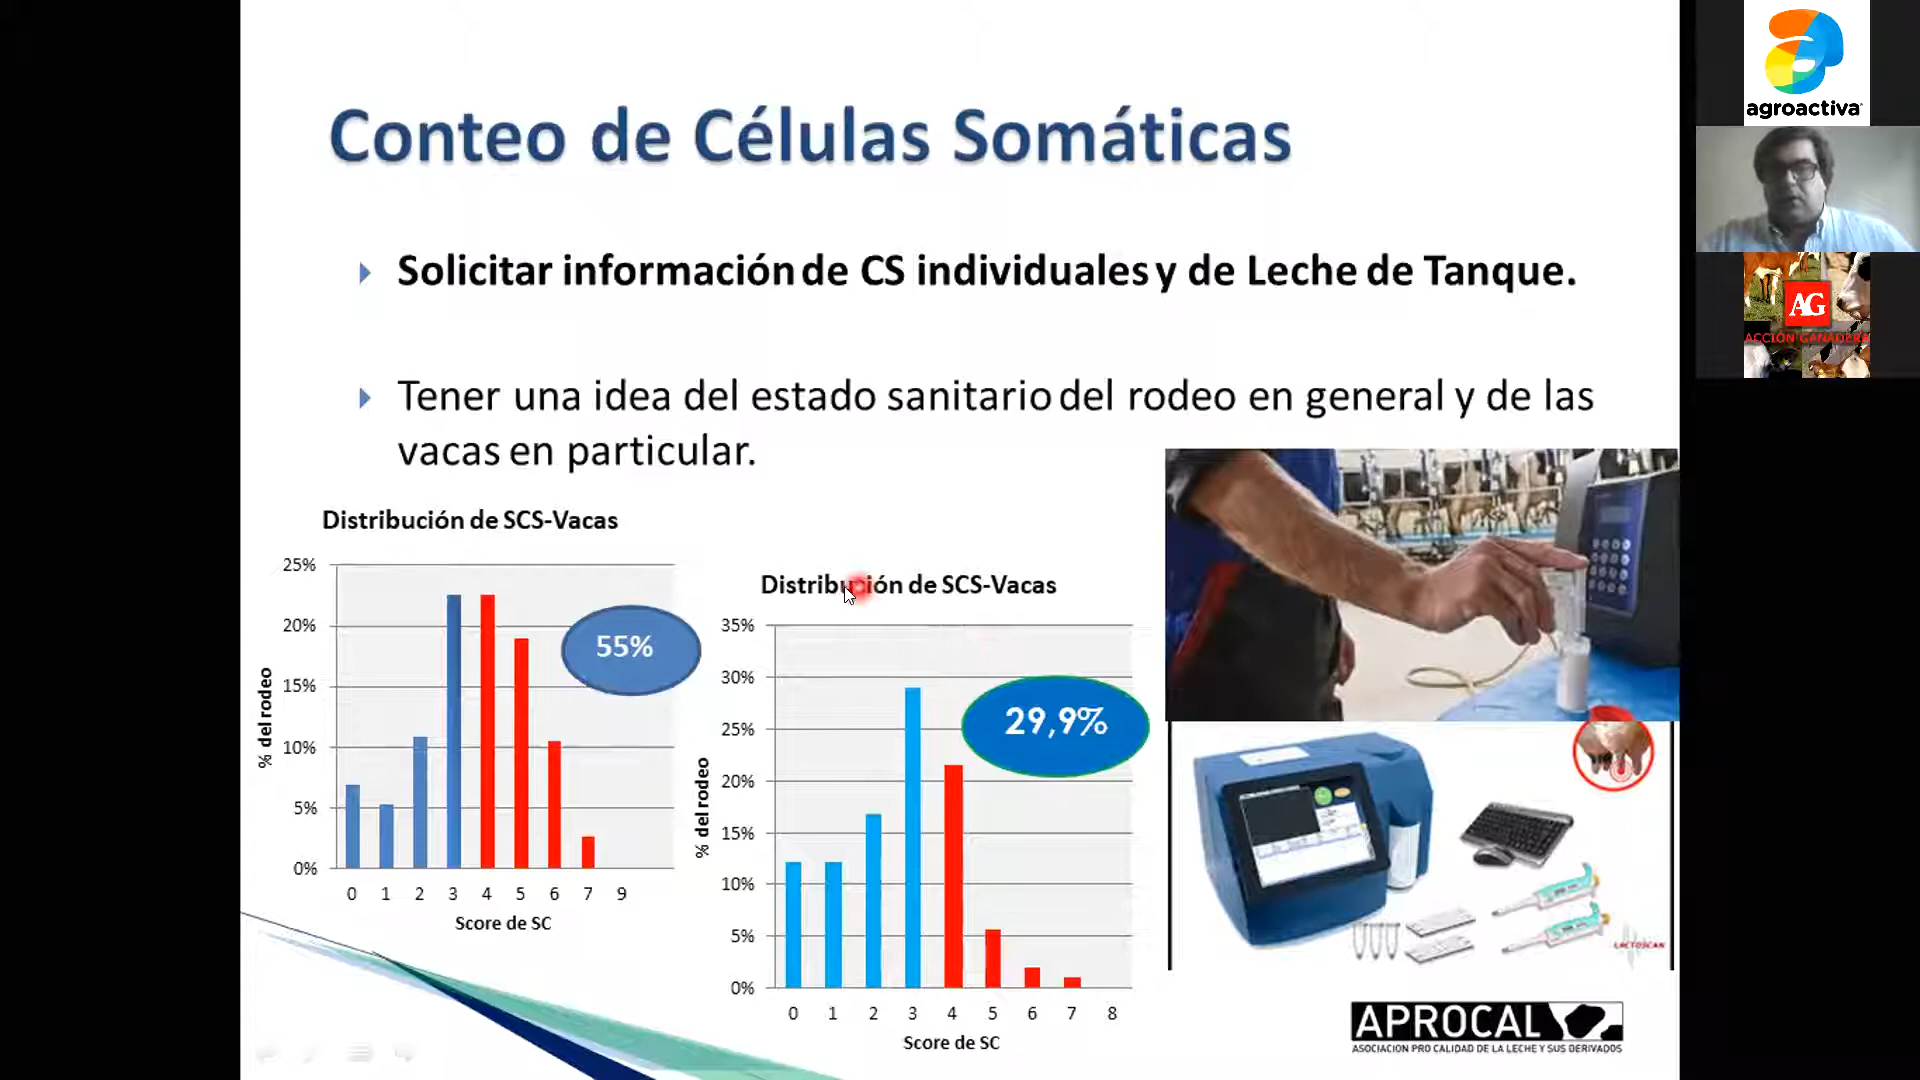 Conteo de Células Somáticas
Solicitar información de CS individuales y de Leche de Tanque.
Tener una idea del estado sanitario del rodeo en general y de las
vacas en particular.
Distribución de SCS-Vacas
25%
20%
15%
10%
5%
0%
% del rodeo
55%
0 1 2 3 4 5 6 7 9
Score de SC
Distribución de SCS-Vacas
35%
30%
25%
20%
15%
10%
5%
0%
% del rodeo
29,9%
0 1 2 3 4 5 6 7 8
Score de SC
LACTOSCAN
APROCAL
ASOCIACION PRO CALIDAD DE LA LECHE Y SUS DERIVADOS
agroactiva
AG
ACCIÓN GANADERA